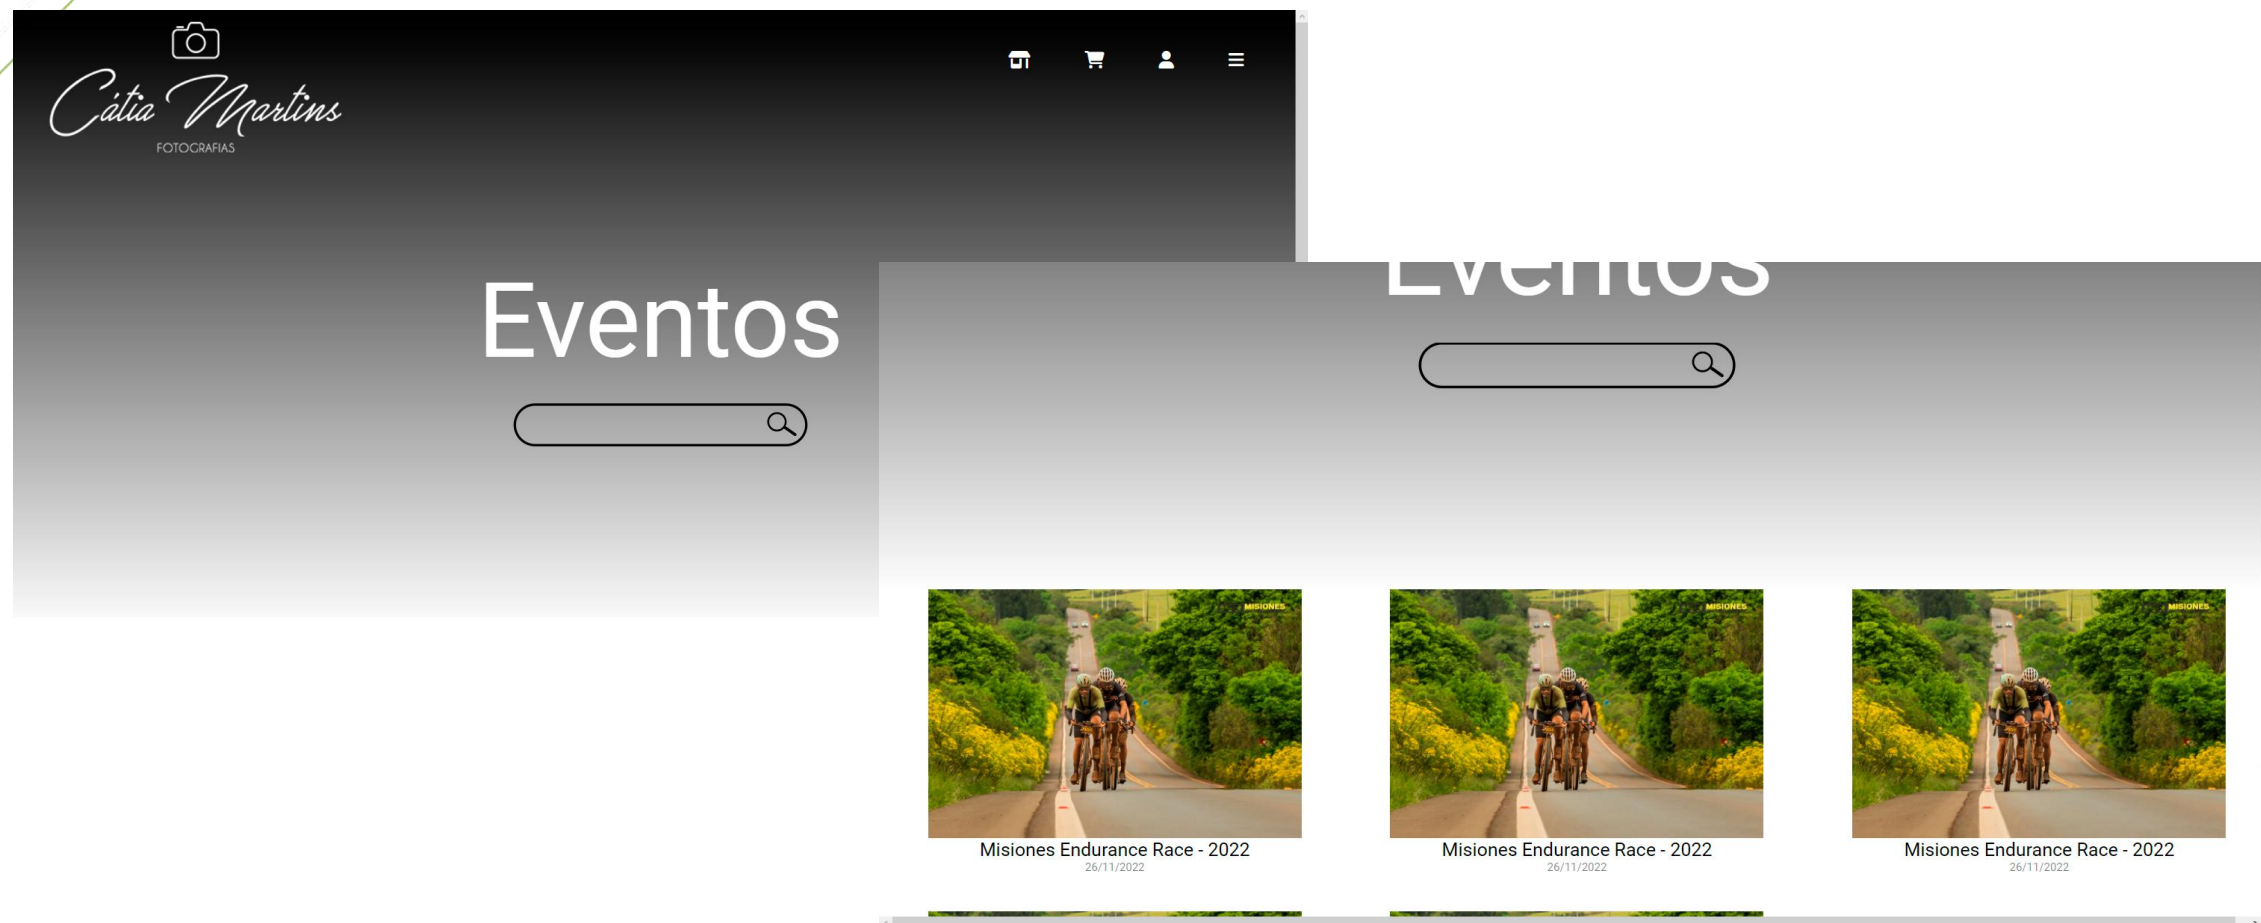 Cátia Martins
FOTOGRAFIAS
Eventos
Eventos
MISIONES
MISIONES
MISIONES
Misiones Endurance Race - 2022
26/11/2022
Misiones Endurance Race - 2022
26/11/2022
Misiones Endurance Race - 2022
26/11/2022